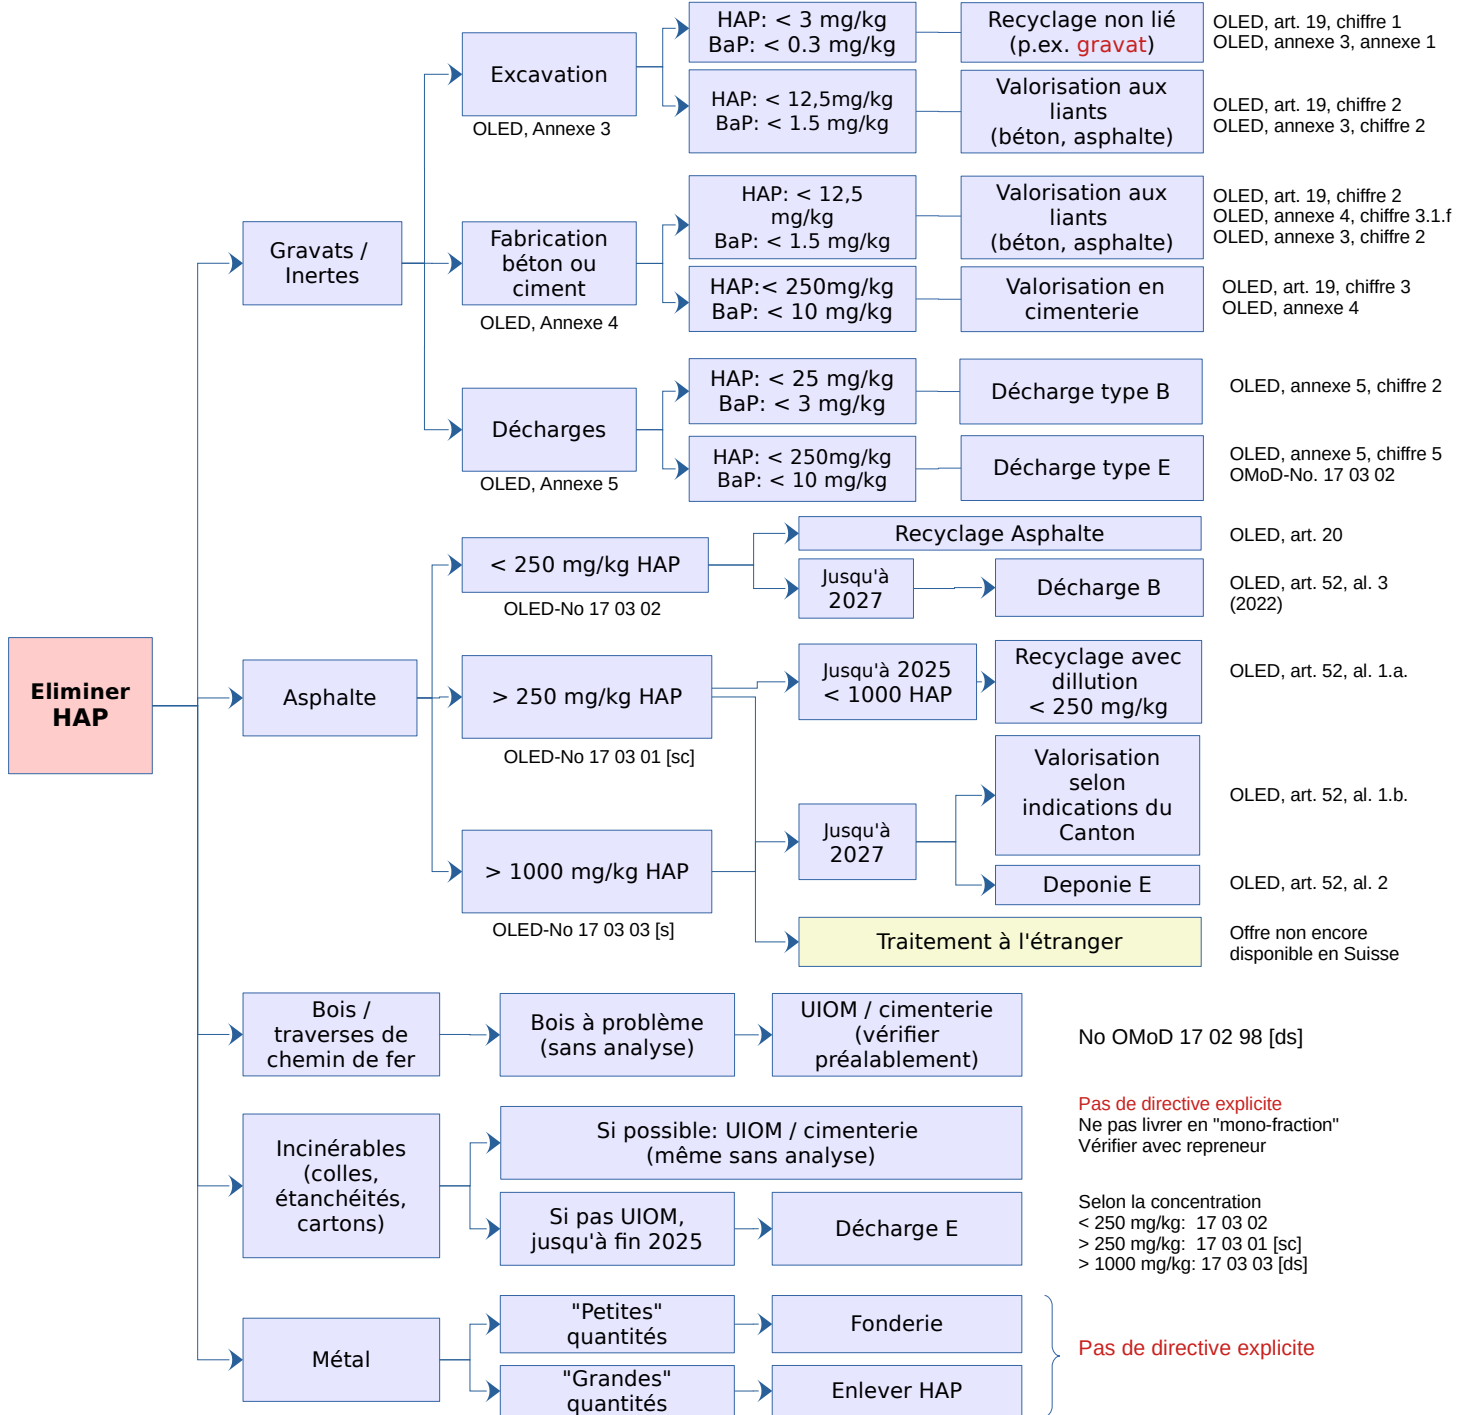 HAP: < 3 mg/kg
BaP: < 0.3 mg/kg
Recyclage non lié
(p.ex. gravat)
OLED, art. 19, chiffre 1
OLED, annexe 3, annexe 1
Excavation
OLED, Annexe 3
HAP: < 12,5mg/kg
BaP: < 1.5 mg/kg
Valorisation aux
liants
(béton, asphalte)
OLED, art. 19, chiffre 2
OLED, annexe 3, chiffre 2
Gravats /
Inertes
Fabrication
béton ou
ciment
OLED, Annexe 4
HAP: < 12,5
mg/kg
BaP: < 1.5 mg/kg
Valorisation aux
liants
(béton, asphalte)
OLED, art. 19, chiffre 2
OLED, annexe 4, chiffre 3.1.f
OLED, annexe 3, chiffre 2
HAP:< 250mg/kg
BaP: < 10 mg/kg
Valorisation en
cimenterie
OLED, art. 19, chiffre 3
OLED, annexe 4
Décharges
OLED, Annexe 5
HAP: < 25 mg/kg
BaP: < 3 mg/kg
Décharge type B
OLED, annexe 5, chiffre 2
HAP: < 250mg/kg
BaP: < 10 mg/kg
Décharge type E
OLED, annexe 5, chiffre 5
OMoD-No. 17 03 02
Eliminer
HAP
Asphalte
< 250 mg/kg HAP
OLED-No 17 03 02
Recyclage Asphalte
OLED, art. 20
Jusqu'à
2027
Décharge B
OLED, art. 52, al. 3
(2022)
> 250 mg/kg HAP
OLED-No 17 03 01 [sc]
Jusqu'à 2025
< 1000 HAP
Recyclage avec
dillution
< 250 mg/kg
OLED, art. 52, al. 1.a.
> 1000 mg/kg HAP
OLED-No 17 03 03 [s]
Jusqu'à
2027
Valorisation
selon
indications du
Canton
OLED, art. 52, al. 1.b.
Deponie E
OLED, art. 52, al. 2
Traitement à l'étranger
Offre non encore
disponible en Suisse
Bois /
traverses de
chemin de fer
Bois à problème
(sans analyse)
UIOM / cimenterie
(vérifier
préalablement)
No OMoD 17 02 98 [ds]
Incinérables
(colles,
étanchéités,
cartons)
Si possible: UIOM / cimenterie
(même sans analyse)
Pas de directive explicite
Ne pas livrer en "mono-fraction"
Vérifier avec repreneur
Si pas UIOM,
jusqu'à fin 2025
Décharge E
Selon la concentration
< 250 mg/kg: 17 03 02
> 250 mg/kg: 17 03 01 [sc]
> 1000 mg/kg: 17 03 03 [ds]
Métal
"Petites"
quantités
Fonderie
"Grandes"
quantités
Enlever HAP
Pas de directive explicite